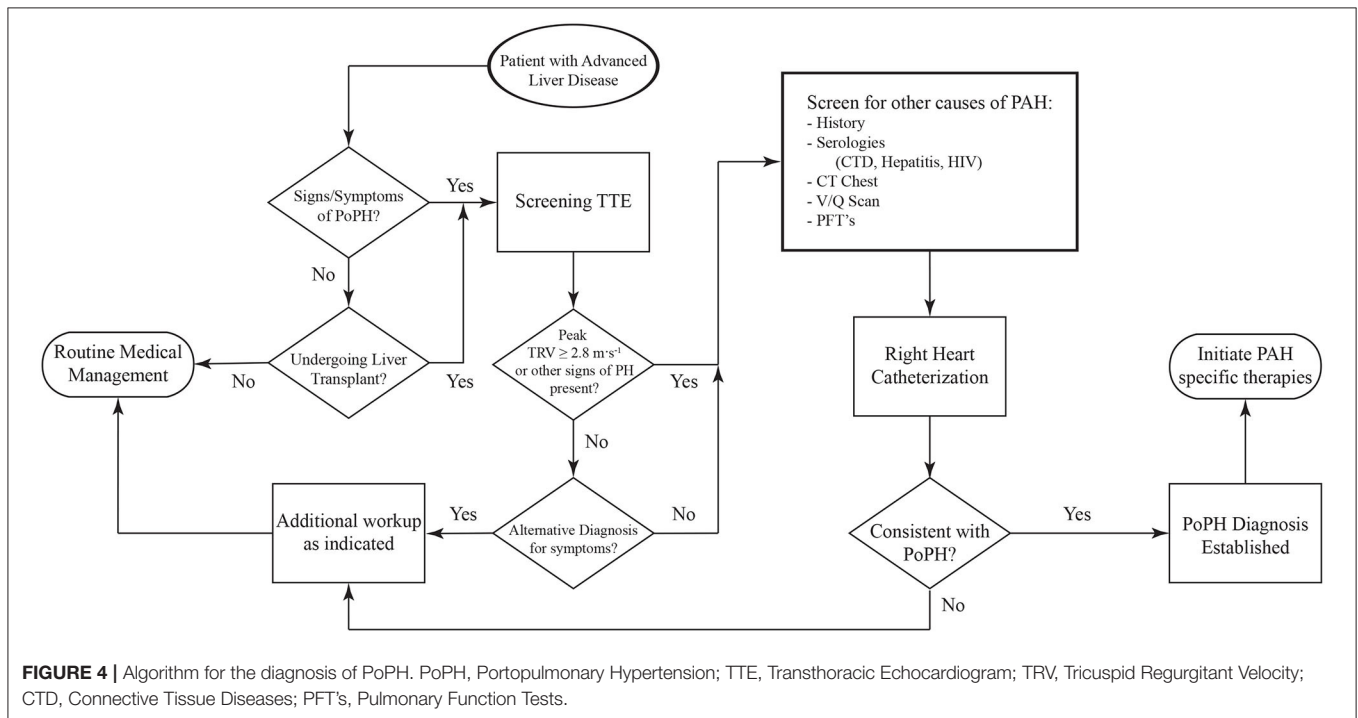 Patient with Advanced
Liver Disease
Signs/Symptoms
of PoPH?
Yes
No
Screening TTE
Undergoing Liver
Transplant?
No
Yes
Routine Medical
Management
Peak
TRV ≥ 2.8 m·s⁻¹
or other signs of PH
present?
Yes
No
Alternative Diagnosis
for symptoms?
Yes
No
Additional workup
as indicated
Screen for other causes of PAH:
- History
- Serologies
(CTD, Hepatitis, HIV)
- CT Chest
- V/Q Scan
- PFT's
Right Heart
Catheterization
Consistent with
PoPH?
Yes
No
PoPH Diagnosis
Established
Initiate PAH
specific therapies
FIGURE 4 | Algorithm for the diagnosis of PoPH. PoPH, Portopulmonary Hypertension; TTE, Transthoracic Echocardiogram; TRV, Tricuspid Regurgitant Velocity;
CTD, Connective Tissue Diseases; PFT's, Pulmonary Function Tests.